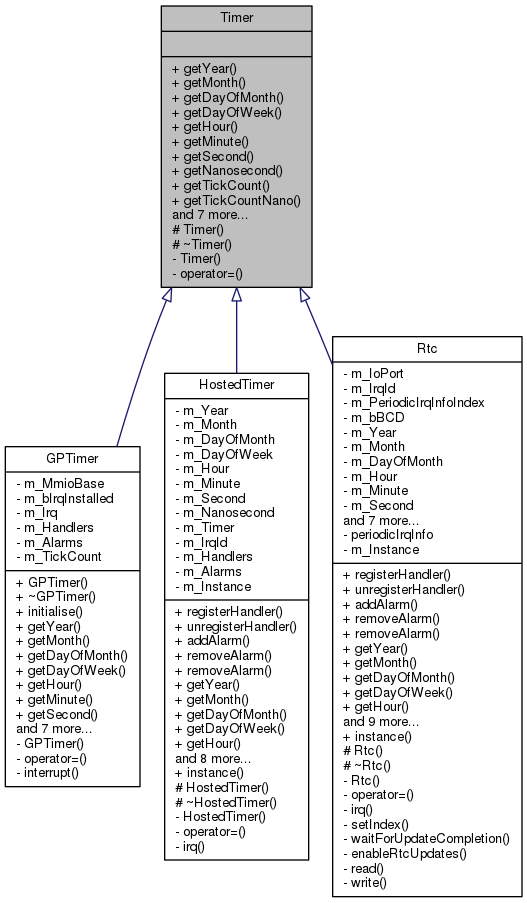 Timer
+ getYear()
+ getMonth()
+ getDayOfMonth()
+ getDayOfWeek()
+ getHour()
+ getMinute()
+ getSecond()
+ getNanosecond()
+ getTickCount()
+ getTickCountNano()
and 7 more...
# Timer()
# ~Timer()
- Timer()
- operator=()
GPTimer
- m_MmioBase
- m_bIrqInstalled
- m_Irq
- m_Handlers
- m_Alarms
- m_TickCount
+ GPTimer()
+ ~GPTimer()
+ initialise()
+ getYear()
+ getMonth()
+ getDayOfMonth()
+ getDayOfWeek()
+ getHour()
+ getMinute()
+ getSecond()
and 7 more...
- GPTimer()
- operator=()
- interrupt()
HostedTimer
- m_Year
- m_Month
- m_DayOfMonth
- m_DayOfWeek
- m_Hour
- m_Minute
- m_Second
- m_Nanosecond
- m_Timer
- m_IrqId
- m_Handlers
- m_Alarms
- m_Instance
+ registerHandler()
+ unregisterHandler()
+ addAlarm()
+ removeAlarm()
+ removeAlarm()
+ getYear()
+ getMonth()
+ getDayOfMonth()
+ getDayOfWeek()
+ getHour()
and 8 more...
+ instance()
# HostedTimer()
# ~HostedTimer()
- HostedTimer()
- operator=()
- irq()
Rtc
- m_IoPort
- m_IrqId
- m_PeriodicIrqInfoIndex
- m_bBCD
- m_Year
- m_Month
- m_DayOfMonth
- m_Hour
- m_Minute
- m_Second
and 7 more...
- periodicIrqInfo
- m_Instance
+ registerHandler()
+ unregisterHandler()
+ addAlarm()
+ removeAlarm()
+ removeAlarm()
+ getYear()
+ getMonth()
+ getDayOfMonth()
+ getDayOfWeek()
+ getHour()
and 9 more...
+ instance()
# Rtc()
# ~Rtc()
- Rtc()
- operator=()
- irq()
- setIndex()
- waitForUpdateCompletion()
- enableRtcUpdates()
- read()
- write()